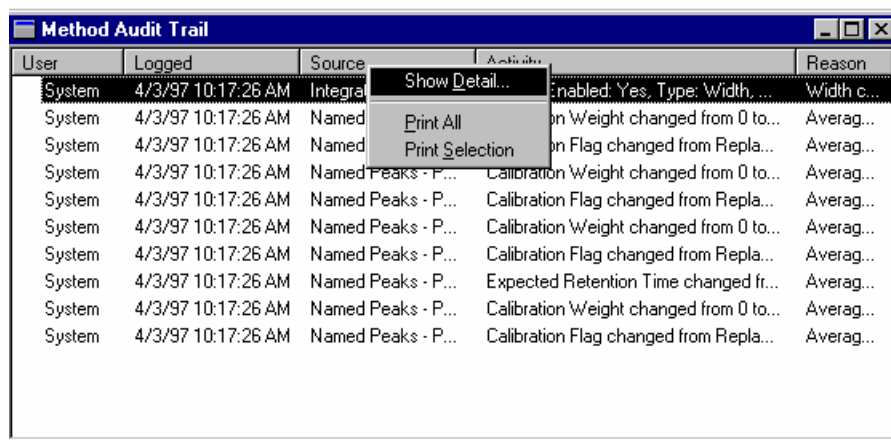 Method Audit Trail
User Logged Source Activity Reason
System 4/3/97 10:17:26 AM Integral Enabled: Yes, Type: Width, ... Width c...
Show Detail...
Print All
Print Selection
System 4/3/97 10:17:26 AM Named on Weight changed from 0 to... Averag...
System 4/3/97 10:17:26 AM Named on Flag changed from Repla... Averag...
System 4/3/97 10:17:26 AM Named Peaks - P... Calibration Weight changed from 0 to... Averag...
System 4/3/97 10:17:26 AM Named Peaks - P... Calibration Flag changed from Repla... Averag...
System 4/3/97 10:17:26 AM Named Peaks - P... Calibration Weight changed from 0 to... Averag...
System 4/3/97 10:17:26 AM Named Peaks - P... Calibration Flag changed from Repla... Averag...
System 4/3/97 10:17:26 AM Named Peaks - P... Expected Retention Time changed fr... Averag...
System 4/3/97 10:17:26 AM Named Peaks - P... Calibration Weight changed from 0 to... Averag...
System 4/3/97 10:17:26 AM Named Peaks - P... Calibration Flag changed from Repla... Averag...